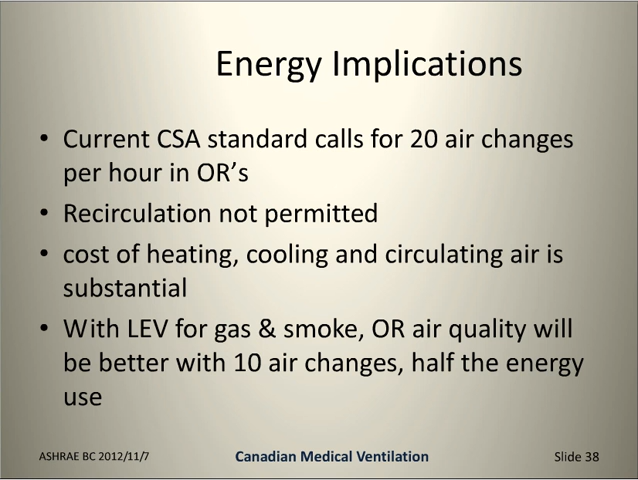 Energy Implications
• Current CSA standard calls for 20 air changes
per hour in OR’s
• Recirculation not permitted
• cost of heating, cooling and circulating air is
substantial
• With LEV for gas & smoke, OR air quality will
be better with 10 air changes, half the energy
use
ASHRAE BC 2012/11/7
Canadian Medical Ventilation
Slide 38